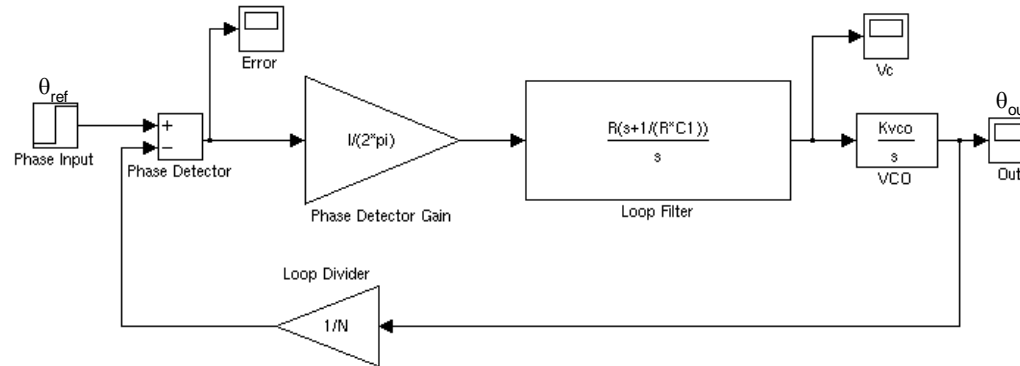 Error
Vc
θref
Phase Input
+
−
Phase Detector
I/(2*pi)
Phase Detector Gain
R(s+1/(R*C1))
s
Loop Filter
Kvco
s
VCO
θou
Out
Loop Divider
1/N